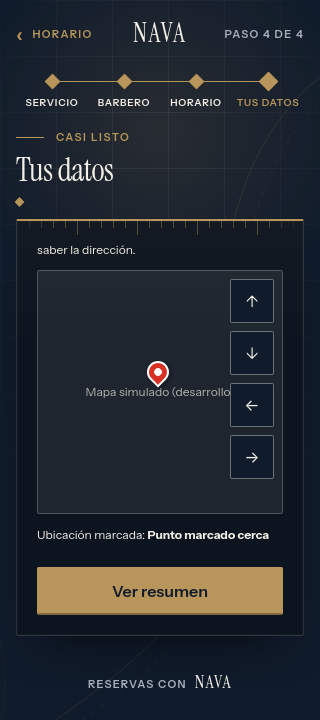 ‹ HORARIO NAVA PASO 4 DE 4
SERVICIO BARBERO HORARIO TUS DATOS
CASI LISTO
Tus datos
saber la dirección.
↑
↓
Mapa simulado (desarrollo
←
→
Ubicación marcada: Punto marcado cerca
Ver resumen
RESERVAS CON NAVA